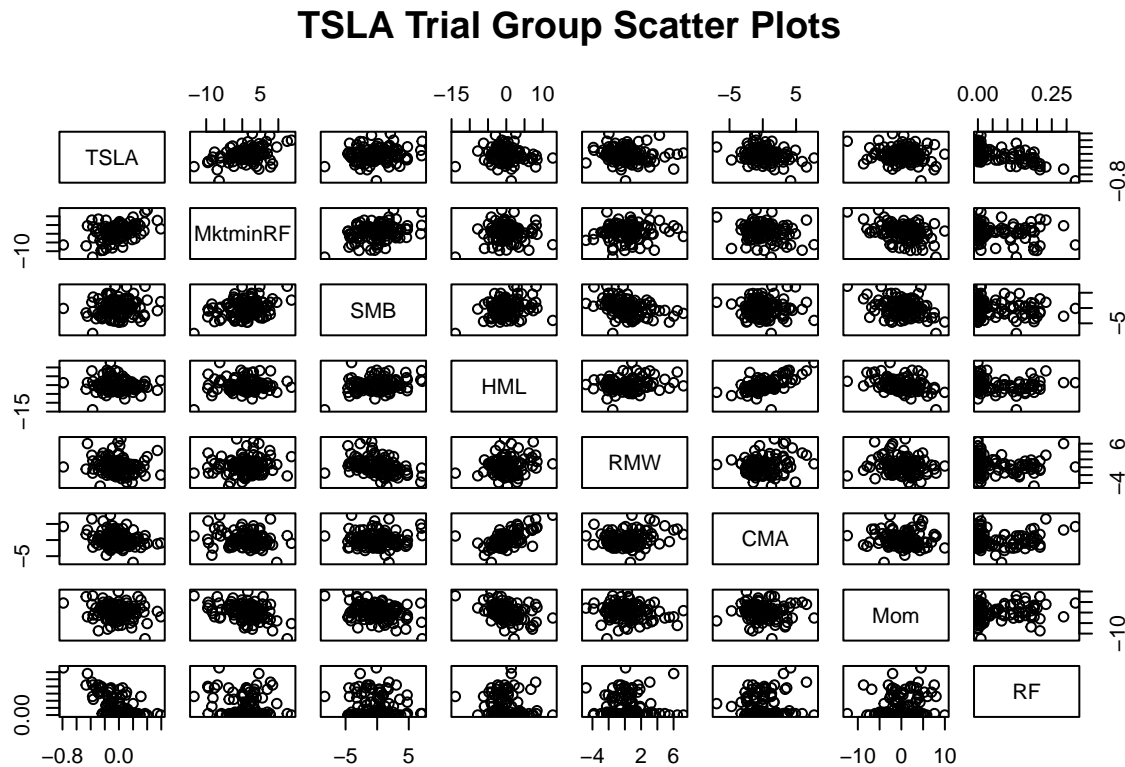 TSLA Trial Group Scatter Plots
−10 5 −15 0 10 −5 5 0.00 0.25
TSLA
−0.8
MktminRF
−10
SMB
−5
HML
−15
RMW
−4 6
CMA
−5
Mom
−10
RF
0.00
−0.8 0.0 −5 5 −4 2 6 −10 0 10